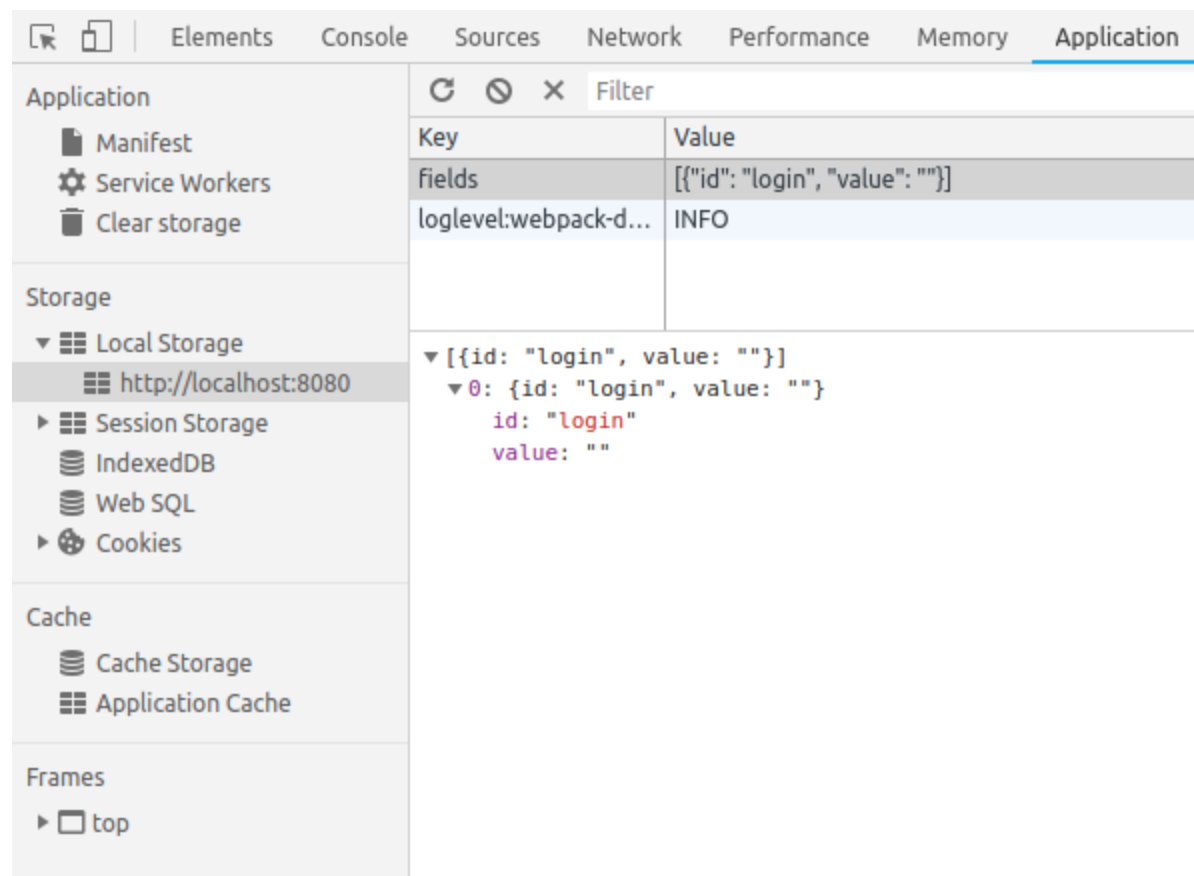 Elements Console Sources Network Performance Memory Application
Application
Manifest
Service Workers
Clear storage
Storage
Local Storage
http://localhost:8080
Session Storage
IndexedDB
Web SQL
Cookies
Cache
Cache Storage
Application Cache
Frames
top
Filter
Key Value
fields [{"id": "login", "value": ""}]
loglevel:webpack-d... INFO
[{id: "login", value: ""}]
0: {id: "login", value: ""}
id: "login"
value: ""